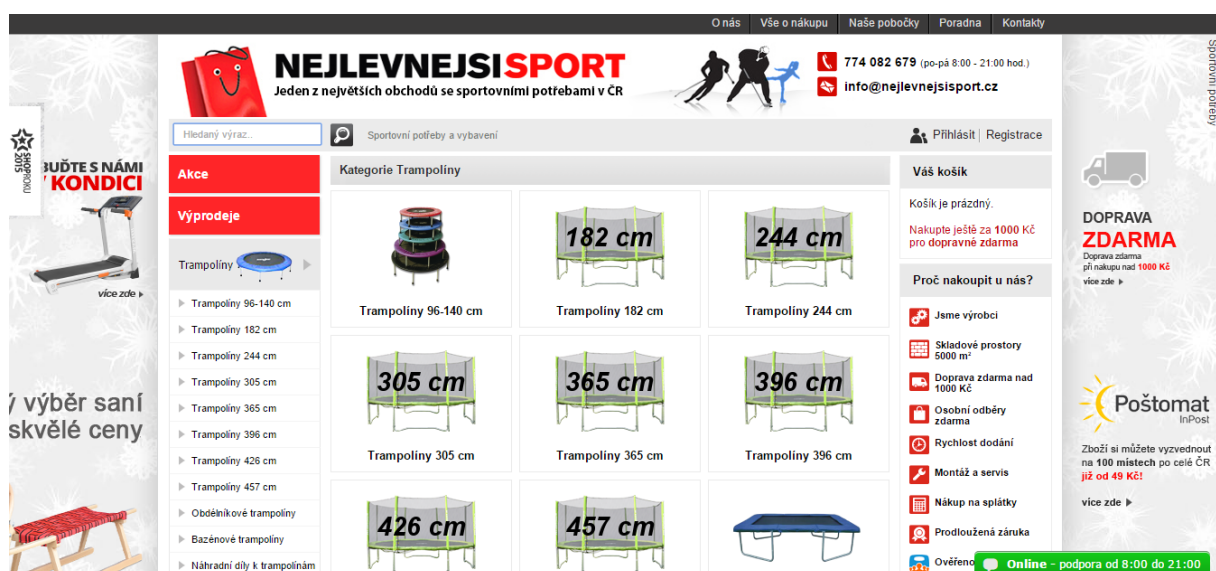 O nás Vše o nákupu Naše pobočky Poradna Kontakty
NEJLEVNEJSISPORT
Jeden z největších obchodů se sportovními potřebami v ČR
774 082 679 (po-pá 8:00 - 21:00 hod.)
info@nejlevnejsisport.cz
Sportovní potřeby
Hledaný výraz..
Sportovní potřeby a vybavení
Přihlásit Registrace
SHOP ROKU
2015
BUĎTE S NÁMI
KONDICI
více zde
výběr saní
skvělé ceny
Akce
Výprodeje
Trampolíny
Trampolíny 96-140 cm
Trampolíny 182 cm
Trampolíny 244 cm
Trampolíny 305 cm
Trampolíny 365 cm
Trampolíny 396 cm
Trampolíny 426 cm
Trampolíny 457 cm
Obdélníkové trampolíny
Bazénové trampolíny
Náhradní díly k trampolínám
Kategorie Trampolíny
182 cm
244 cm
Trampolíny 96-140 cm
Trampolíny 182 cm
Trampolíny 244 cm
305 cm
365 cm
396 cm
Trampolíny 305 cm
Trampolíny 365 cm
Trampolíny 396 cm
426 cm
457 cm
Váš košík
Košík je prázdný.
Nakupte ještě za 1000 Kč
pro dopravné zdarma
Proč nakoupit u nás?
Jsme výrobci
Skladové prostory
5000 m²
Doprava zdarma nad
1000 Kč
Osobní odběry
zdarma
Rychlost dodání
Montáž a servis
Nákup na splátky
Prodloužená záruka
DOPRAVA
ZDARMA
Doprava zdarma
při nakupu nad 1000 Kč
více zde
Poštomat
InPost
Zboží si můžete vyzvednout
na 100 místech po celé ČR
již od 49 Kč!
více zde
Online - podpora od 8:00 do 21:00